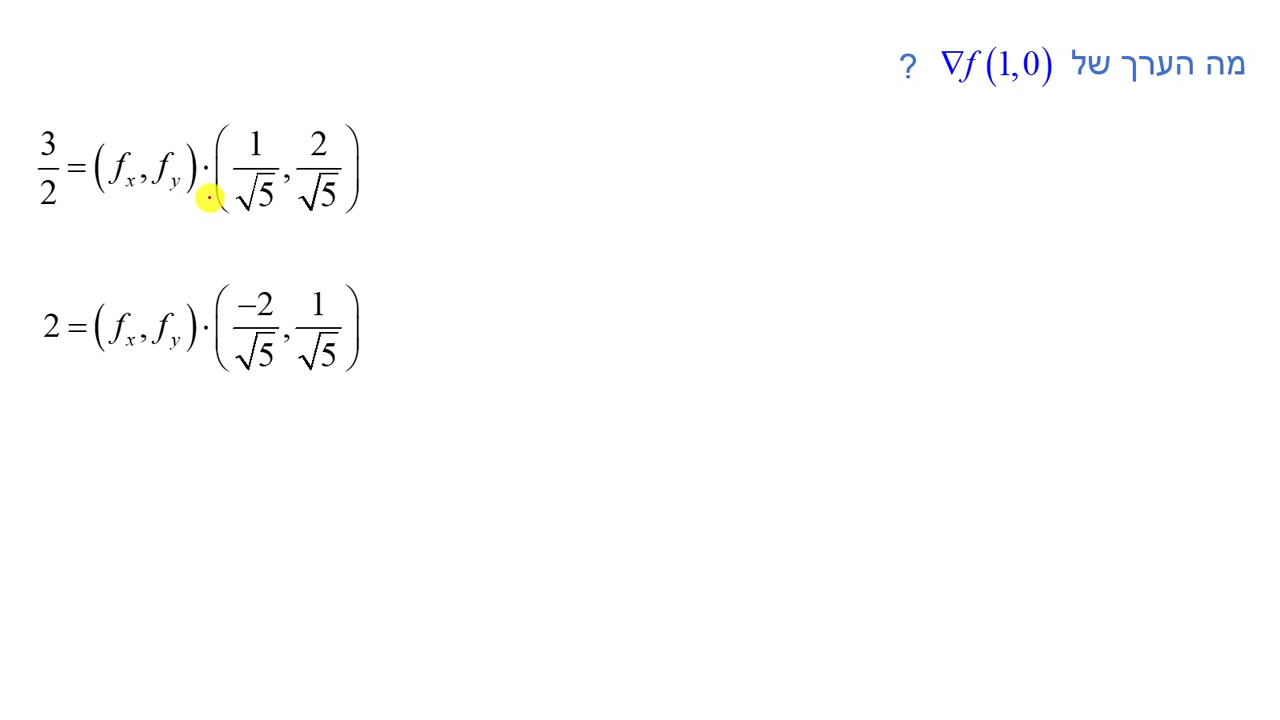 מה הערך של ∇f(1,0) ?
3/2 = (f_x, f_y) · (1/√5, 2/√5)
2 = (f_x, f_y) · (-2/√5, 1/√5)